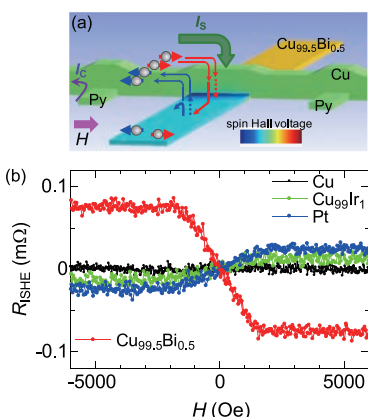 (a)
I_S
Cu99.5Bi0.5
I_C
Cu
Py
Py
H
spin Hall voltage
(b)
0.1
0
-0.1
R_ISHE (mΩ)
Cu
Cu99Ir1
Pt
Cu99.5Bi0.5
-5000 0 5000
H (Oe)